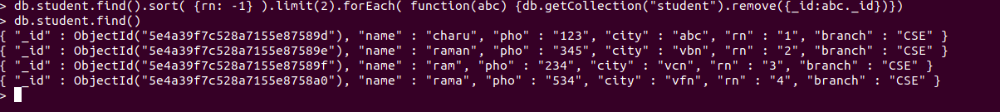 > db.student.find().sort( {rn: -1} ).limit(2).forEach( function(abc) {db.getCollection("student").remove({_id:abc._id})})
> db.student.find()
{ "_id" : ObjectId("5e4a39f7c528a7155e87589d"), "name" : "charu", "pho" : "123", "city" : "abc", "rn" : "1", "branch" : "CSE" }
{ "_id" : ObjectId("5e4a39f7c528a7155e87589e"), "name" : "raman", "pho" : "345", "city" : "vbn", "rn" : "2", "branch" : "CSE" }
{ "_id" : ObjectId("5e4a39f7c528a7155e87589f"), "name" : "ram", "pho" : "234", "city" : "vcn", "rn" : "3", "branch" : "CSE" }
{ "_id" : ObjectId("5e4a39f7c528a7155e8758a0"), "name" : "rama", "pho" : "534", "city" : "vfn", "rn" : "4", "branch" : "CSE" }
>